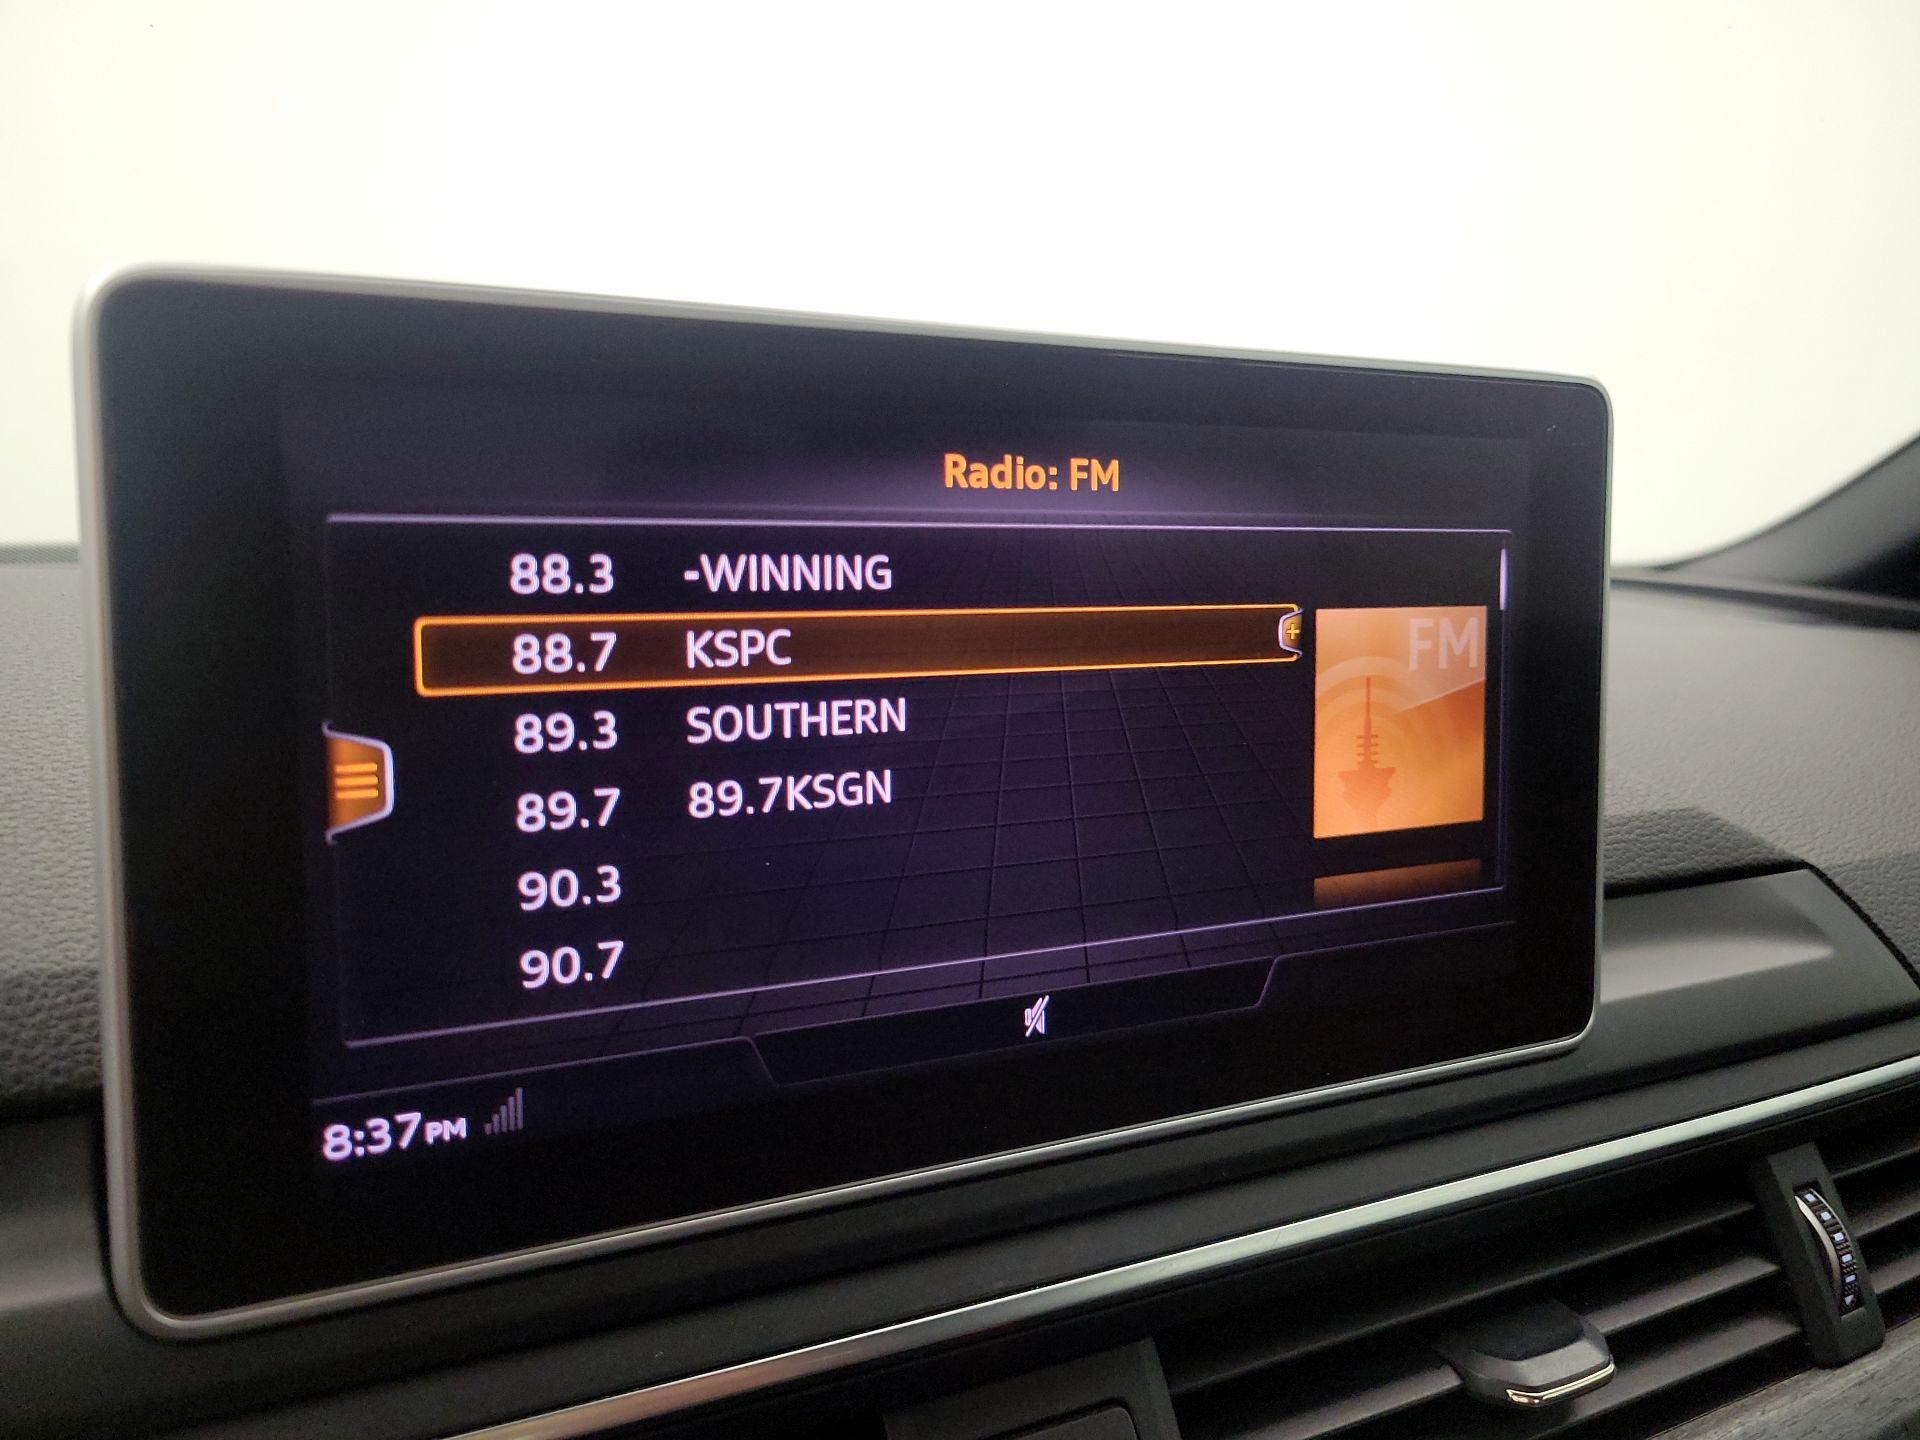 Radio: FM
88.3 -WINNING
88.7 KSPC
FM
89.3 SOUTHERN
89.7 89.7KSGN
90.3
90.7
8:37PM